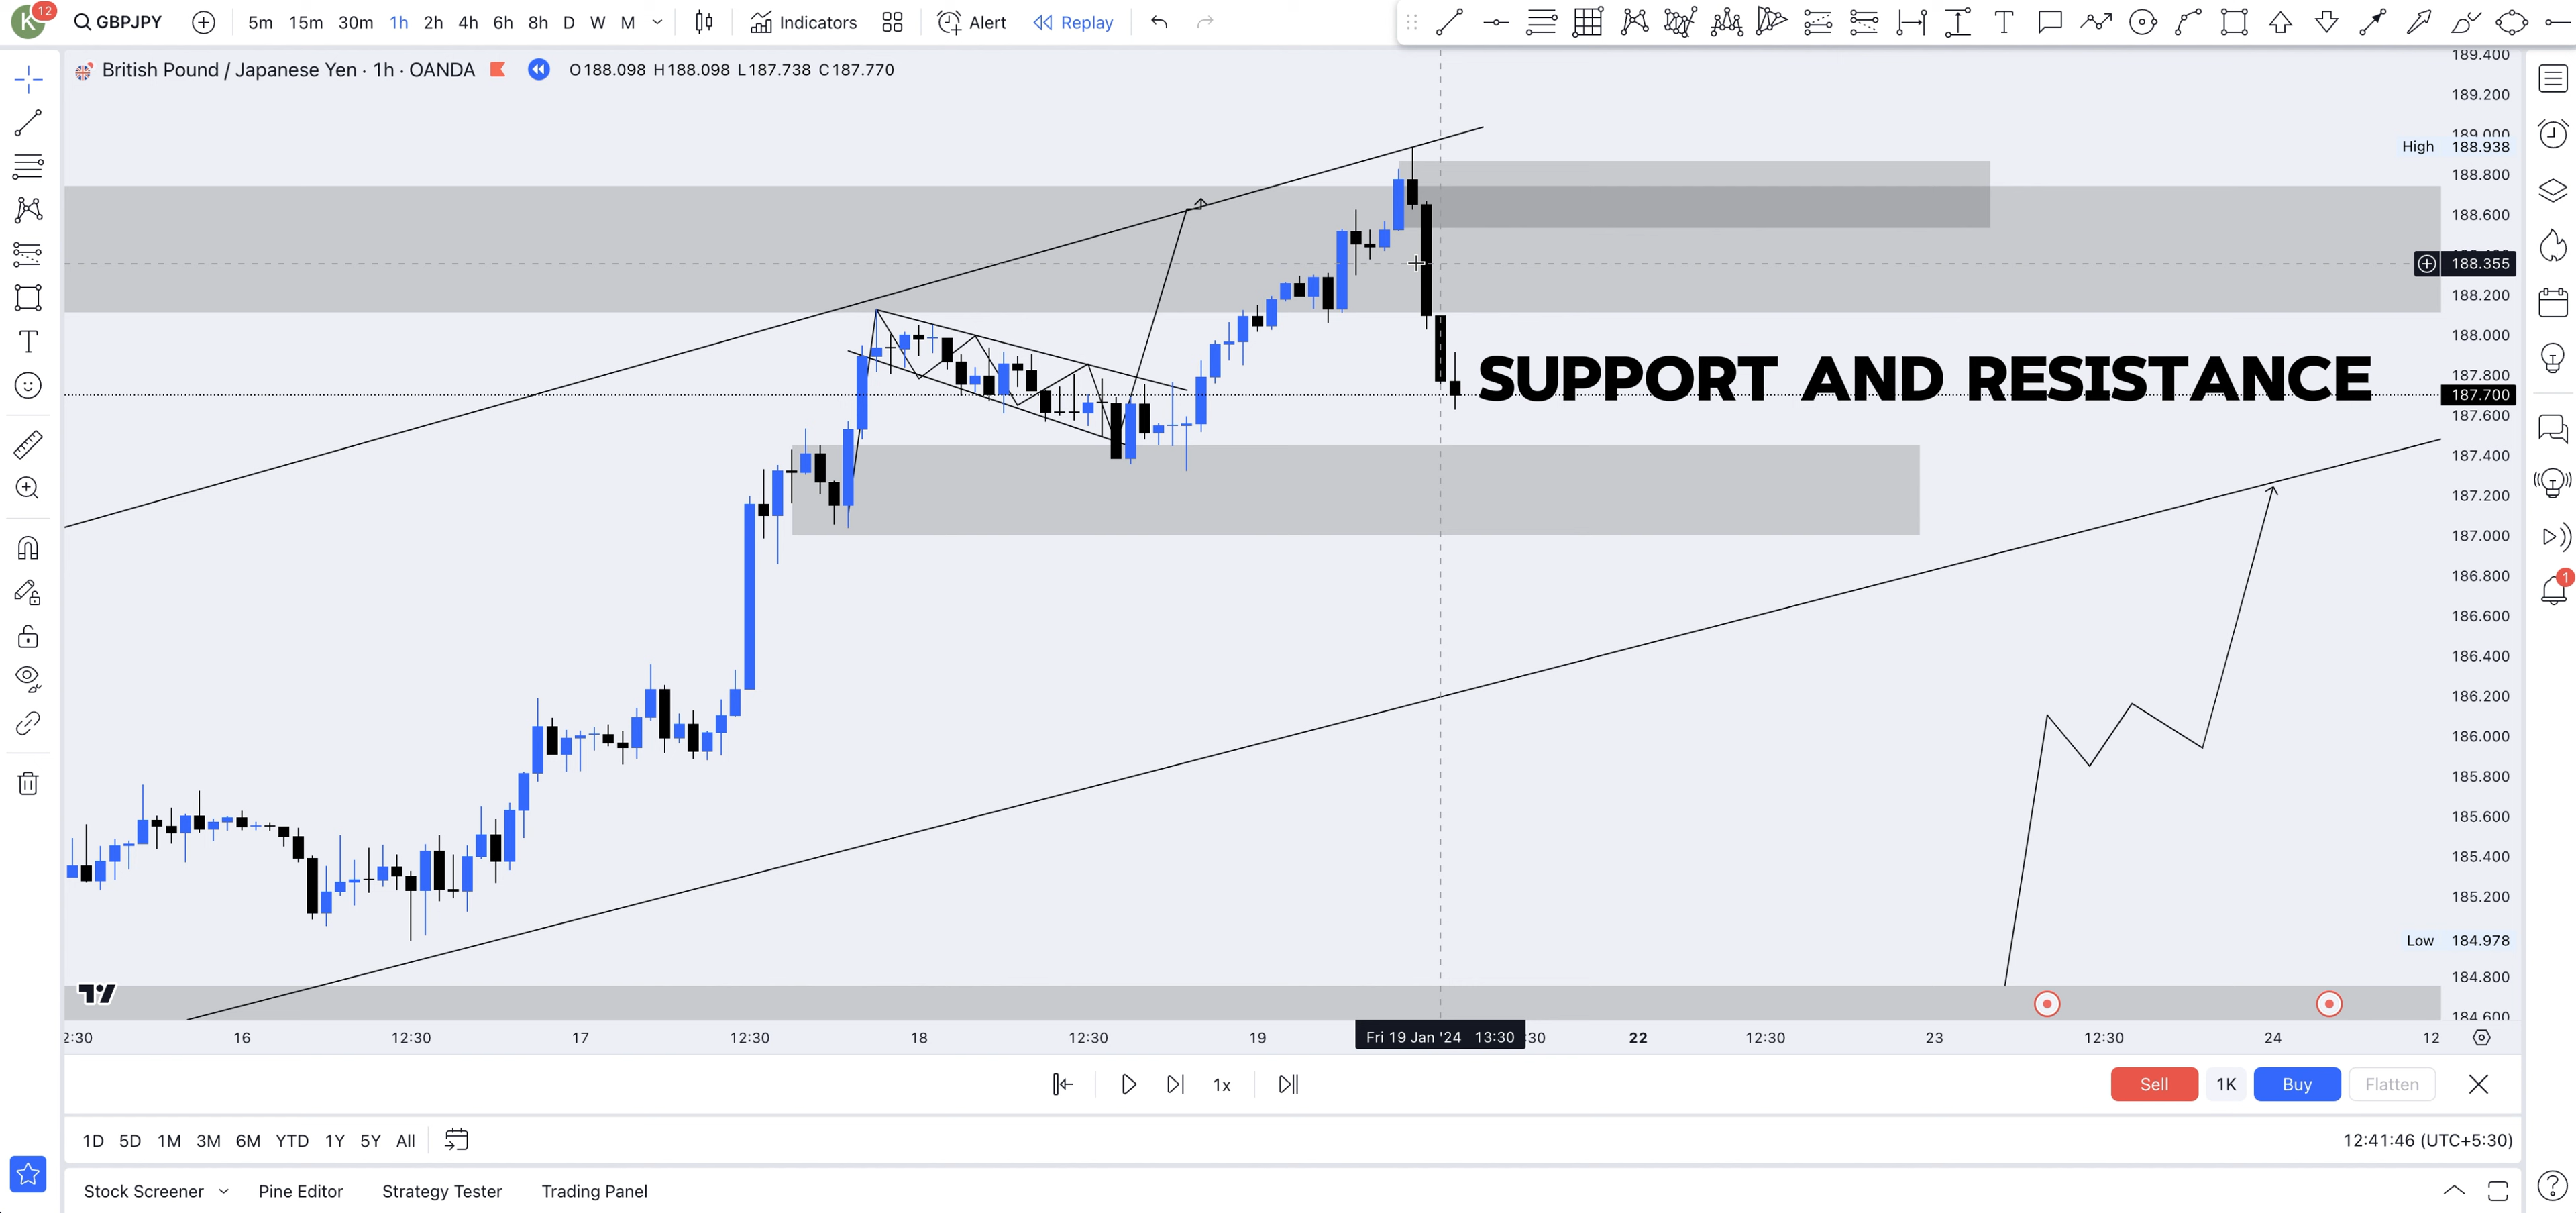 K 12 GBPJPY 5m 15m 30m 1h 2h 4h 6h 8h D W M Indicators Alert Replay
British Pound / Japanese Yen · 1h · OANDA O188.098 H188.098 L187.738 C187.770
189.400
189.200
189.000
High 188.938
188.800
188.600
188.355
188.200
188.000
SUPPORT AND RESISTANCE
187.800
187.700
187.600
187.400
187.200
187.000
186.800
1
186.600
186.400
186.200
186.000
185.800
185.600
185.400
185.200
Low 184.978
184.800
184.600
2:30 16 12:30 17 12:30 18 12:30 19 Fri 19 Jan '24 13:30 :30 22 12:30 23 12:30 24 12
1x Sell 1K Buy Flatten
1D 5D 1M 3M 6M YTD 1Y 5Y All 12:41:46 (UTC+5:30)
Stock Screener Pine Editor Strategy Tester Trading Panel